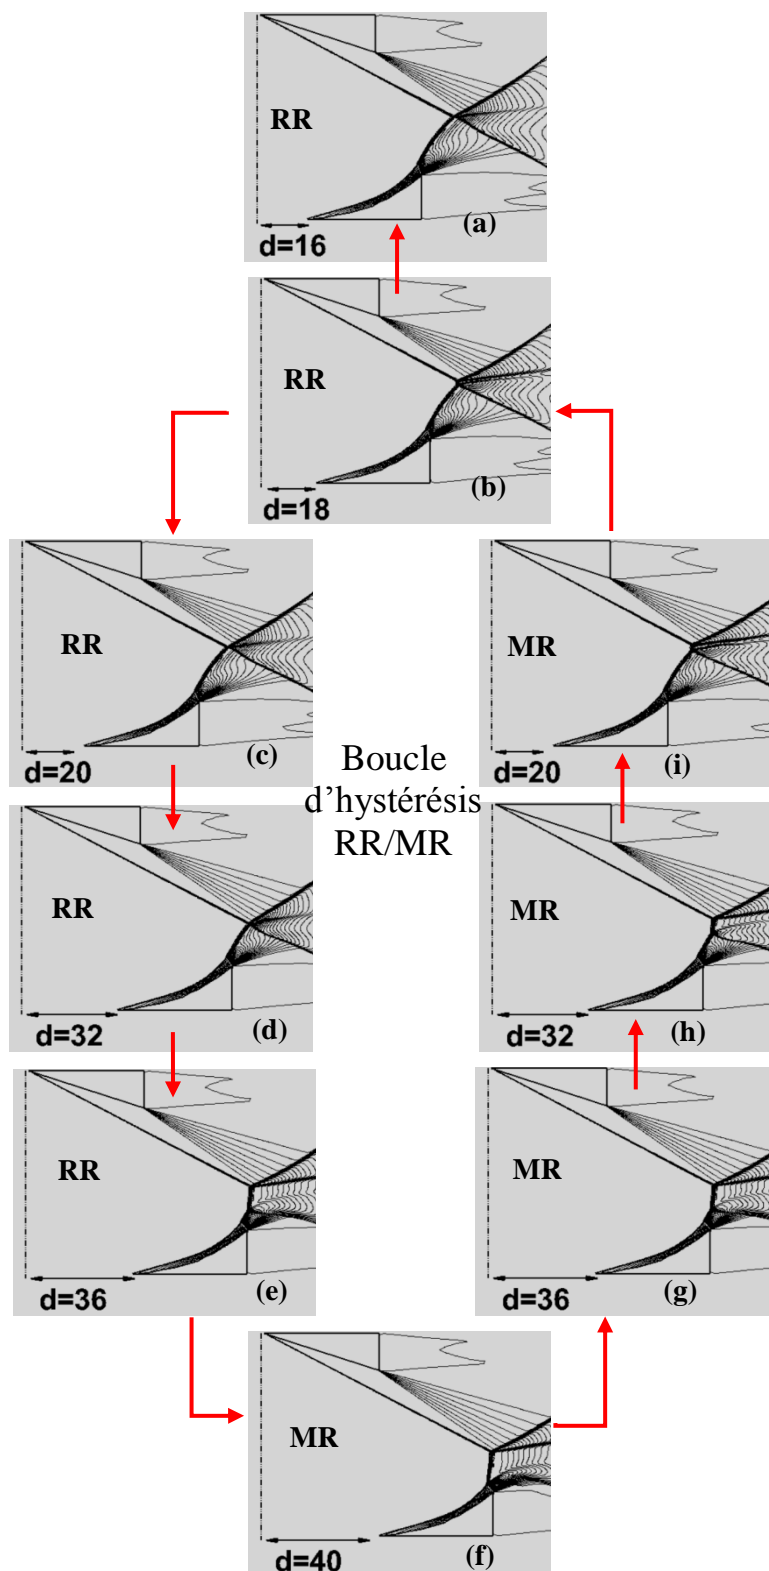 RR
(a)
d=16
RR
(b)
d=18
RR
(c)
d=20
MR
(i)
d=20
Boucle
d'hystérésis
RR/MR
RR
(d)
d=32
MR
(h)
d=32
RR
(e)
d=36
MR
(g)
d=36
MR
(f)
d=40